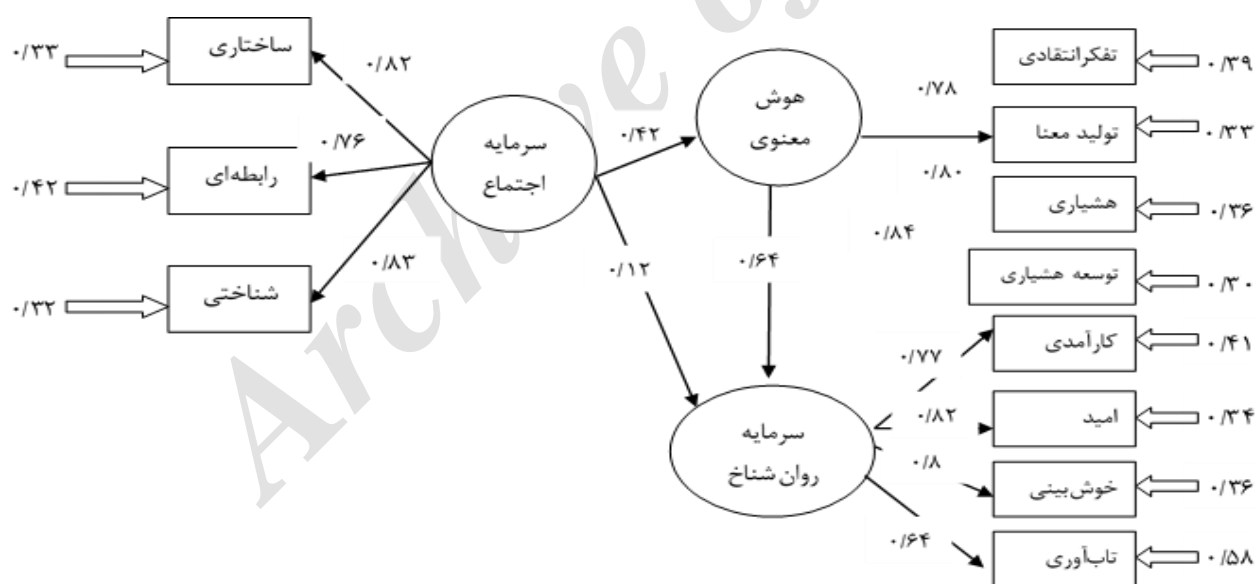 ساختاری
۰/۳۳
۰/۸۲
رابطه‌ای
۰/۴۲
۰/۷۶
شناختی
۰/۳۲
۰/۸۳
سرمایه
اجتماع
۰/۴۲
۰/۱۲
هوش
معنوی
۰/۶۴
۰/۷۸
۰/۸۰
۰/۸۴
تفکرانتقادی
۰/۳۹
تولید معنا
۰/۳۳
هشیاری
۰/۳۶
توسعه هشیاری
۰/۳۰
سرمایه
روان شناخ
۰/۷۷
۰/۸۲
۰/۸
۰/۶۴
کارآمدی
۰/۴۱
امید
۰/۳۴
خوش‌بینی
۰/۳۶
تاب‌آوری
۰/۵۸
Archive of